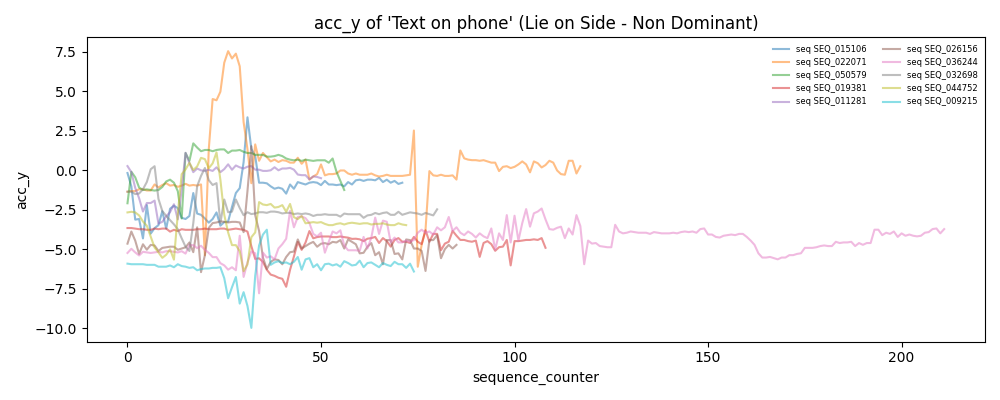 acc_y of 'Text on phone' (Lie on Side - Non Dominant)
acc_y
7.5
5.0
2.5
0.0
−2.5
−5.0
−7.5
−10.0
seq SEQ_015106
seq SEQ_022071
seq SEQ_050579
seq SEQ_019381
seq SEQ_011281
seq SEQ_026156
seq SEQ_036244
seq SEQ_032698
seq SEQ_044752
seq SEQ_009215
0 50 100 150 200
sequence_counter